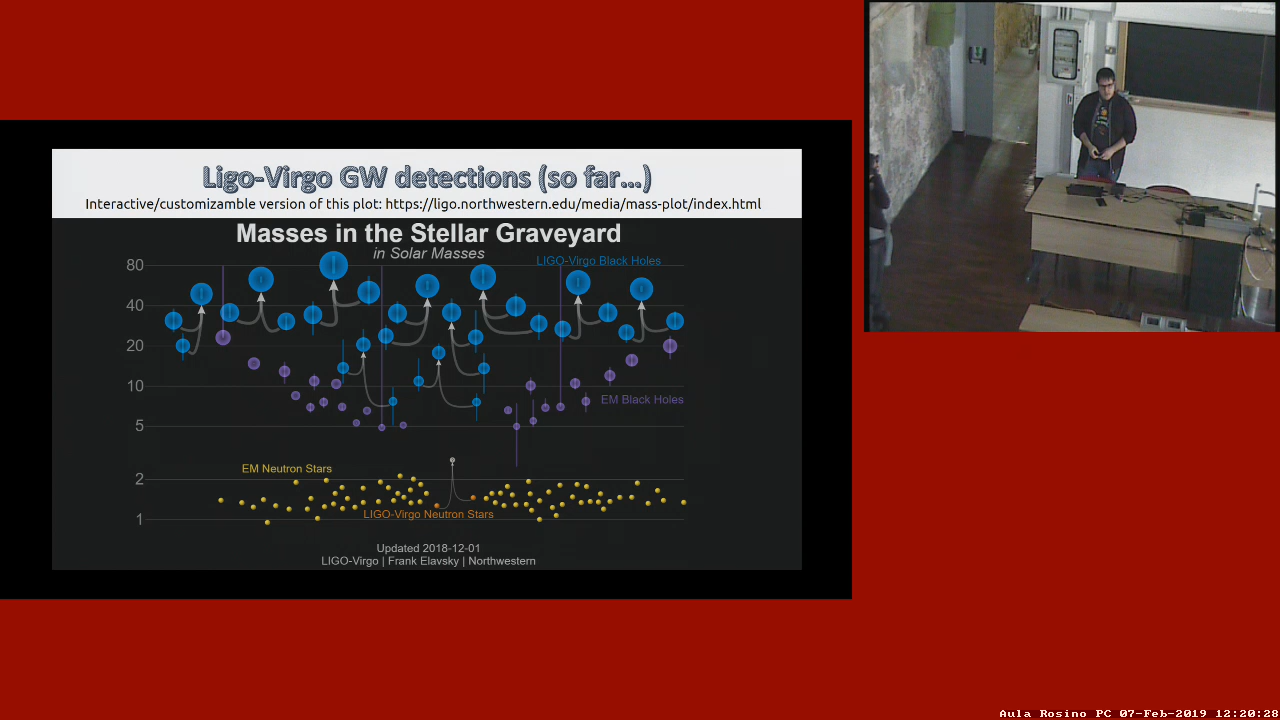 Ligo-Virgo GW detections (so far...)
Interactive/customizamble version of this plot: https://ligo.northwestern.edu/media/mass-plot/index.html
Masses in the Stellar Graveyard
in Solar Masses
LIGO-Virgo Black Holes
80
40
20
10
EM Black Holes
5
EM Neutron Stars
2
LIGO-Virgo Neutron Stars
1
Updated 2018-12-01
LIGO-Virgo | Frank Elavsky | Northwestern
Aula Rosino PC 07-Feb-2019 12:20:28